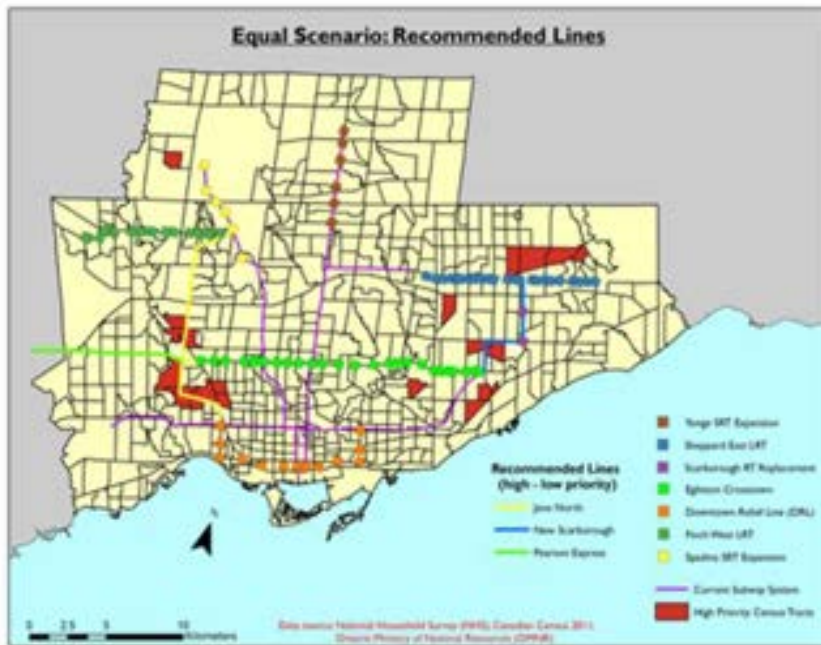 Equal Scenario: Recommended Lines
Recommended Lines
(high - low priority)
Jane North
New Scarborough
Pearson Express
Yonge SRT Expansion
Sheppard East LRT
Scarborough RT Replacement
Eglinton Crosstown
Downtown Relief Line (DRL)
Finch West LRT
Spadina SRT Expansion
Current Subway System
High Priority Census Tracts
N
0 2.5 5 10
Kilometers
Data source: National Household Survey (NHS), Canadian Census 2011,
Ontario Ministry of National Resources (OMNR)